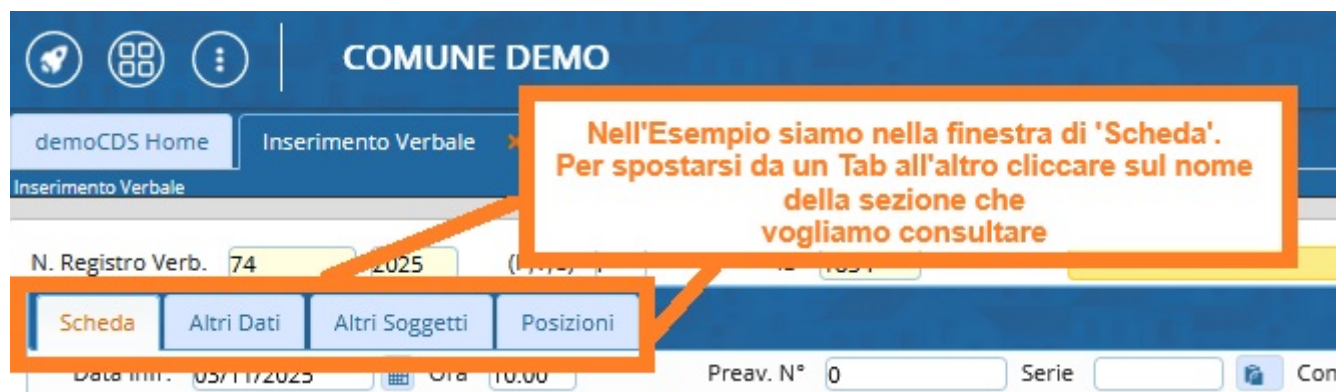 COMUNE DEMO
demoCDS Home
Inserimento Verbale
Inserimento Verbale
Nell'Esempio siamo nella finestra di 'Scheda'.
Per spostarsi da un Tab all'altro cliccare sul nome
della sezione che
vogliamo consultare
N. Registro Verb. 74 2025
Scheda Altri Dati Altri Soggetti Posizioni
Data 03/11/2025 Ora 10.00 Preav. N° 0 Serie